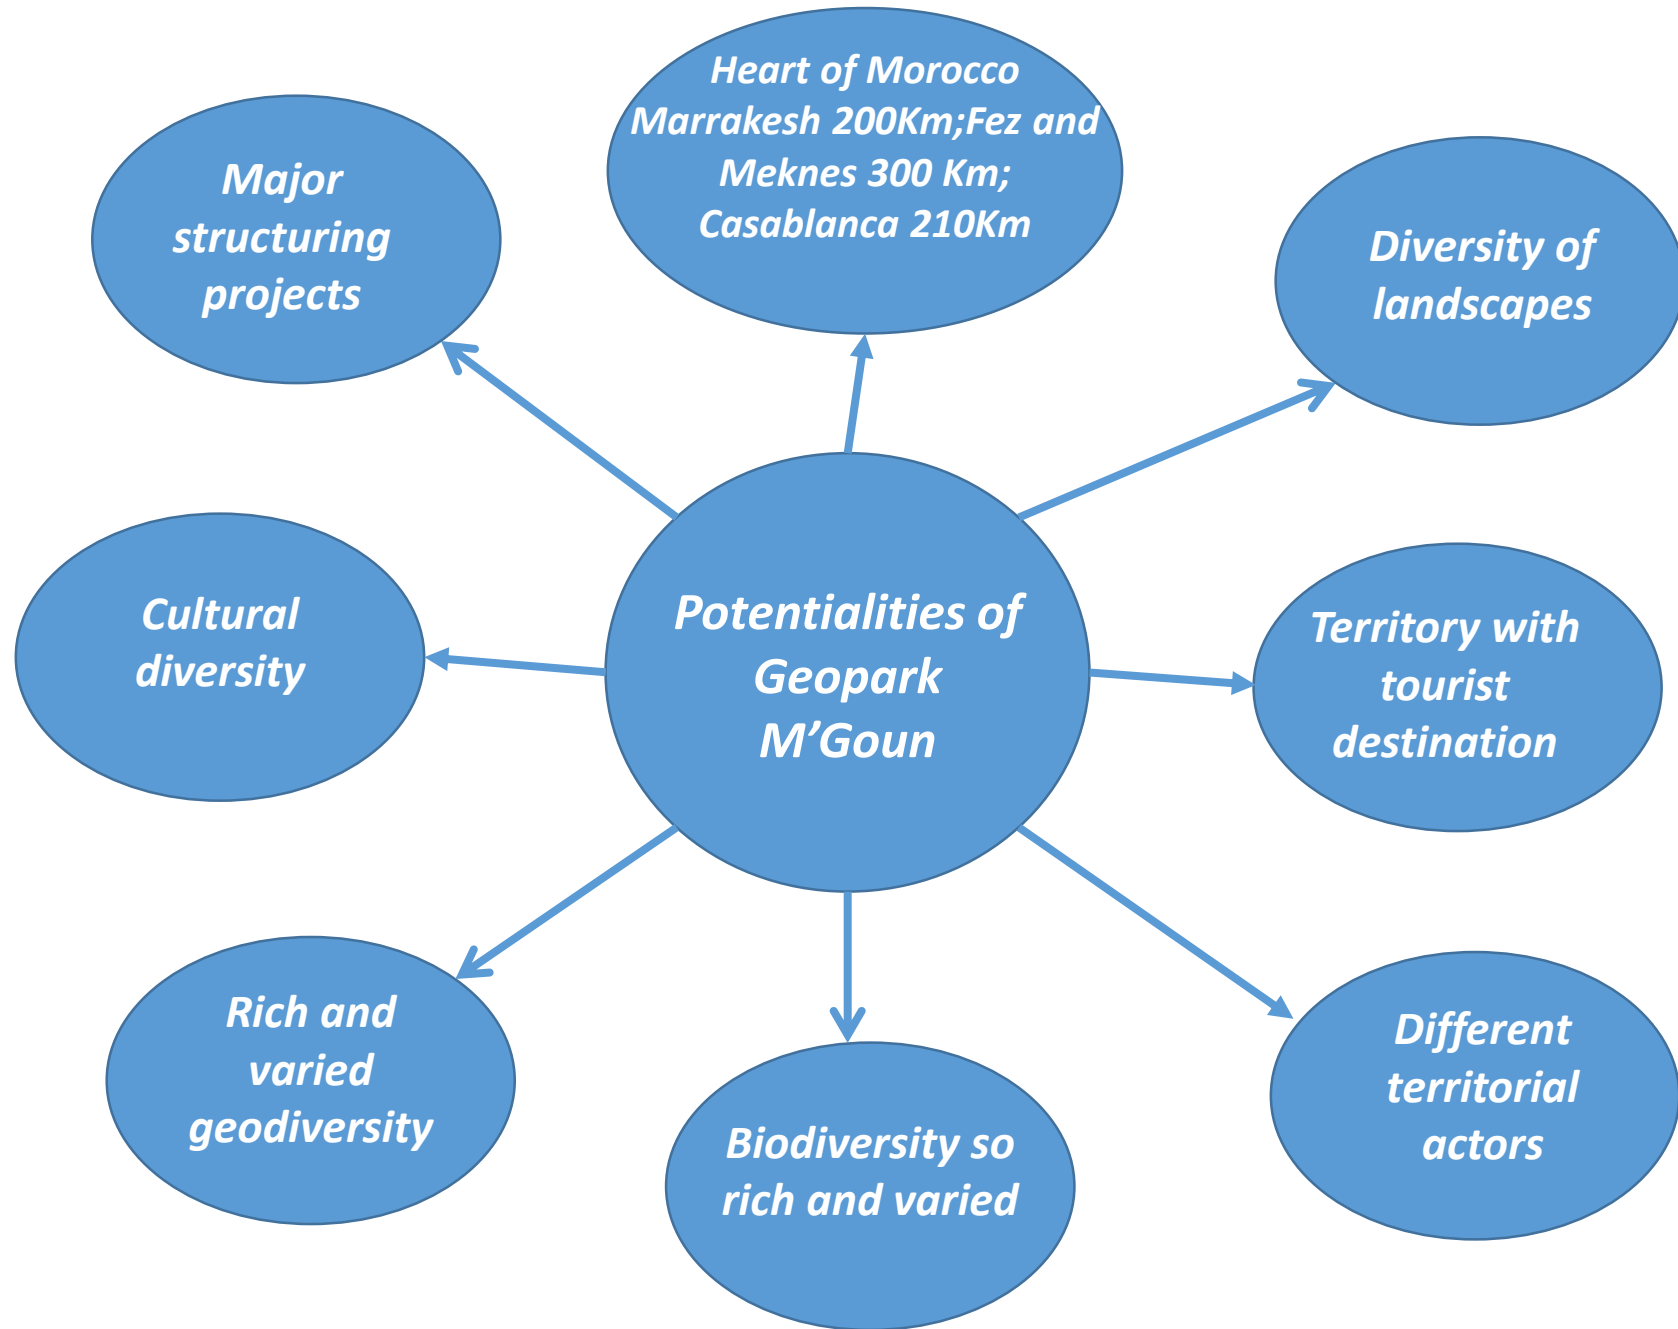 Heart of Morocco
Marrakesh 200Km;Fez and
Meknes 300 Km;
Casablanca 210Km
Major
structuring
projects
Diversity of
landscapes
Cultural
diversity
Potentialities of
Geopark
M’Goun
Territory with
tourist
destination
Rich and
varied
geodiversity
Biodiversity so
rich and varied
Different
territorial
actors